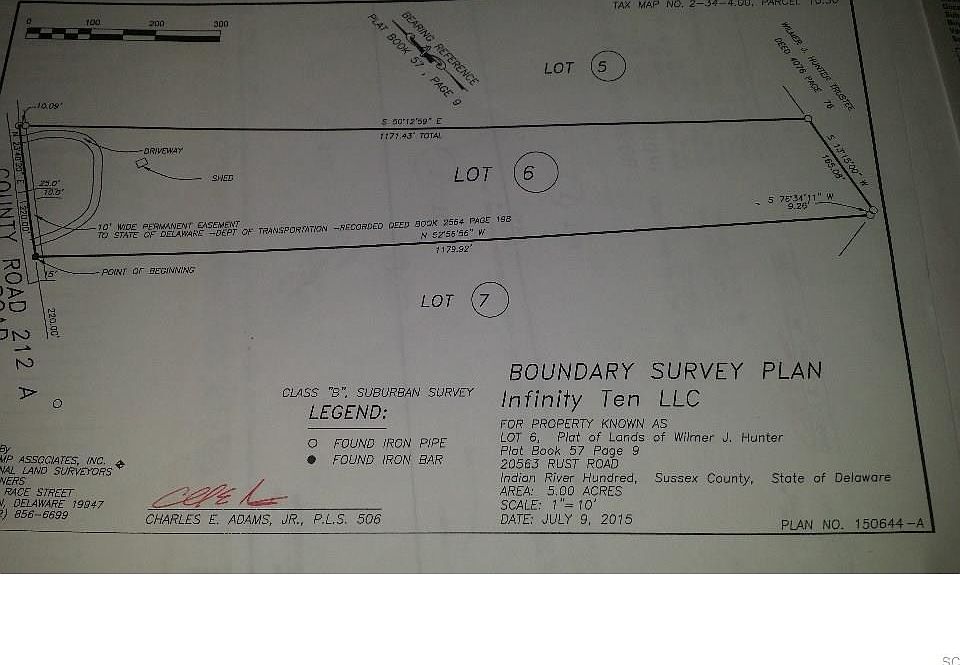 0 100 200 300
TAX MAP NO. 2-34-4.00, PARCEL 10.30
BEARING REFERENCE
PLAT BOOK 57, PAGE 9
LOT 5
WILMER J. HUNTER TRUSTEE
DEED 4076 PAGE 76
10.09'
S 50°12'59" E
1171.43' TOTAL
DRIVEWAY
SHED
LOT 6
S 13°15'00" W
165.08'
25.0'
10.0'
220.00'
S 76°34'11" W
9.26'
10' WIDE PERMANENT EASEMENT
TO STATE OF DELAWARE -DEPT OF TRANSPORTATION -RECORDED DEED BOOK 2564 PAGE 188
N 52°56'56" W
1179.92'
POINT OF BEGINNING
15'
220.00'
COUNTY ROAD 212 A
LOT 7
CLASS "B", SUBURBAN SURVEY
LEGEND:
FOUND IRON PIPE
FOUND IRON BAR
BOUNDARY SURVEY PLAN
Infinity Ten LLC
FOR PROPERTY KNOWN AS
LOT 6, Plat of Lands of Wilmer J. Hunter
Plat Book 57 Page 9
20563 RUST ROAD
Indian River Hundred, Sussex County, State of Delaware
AREA: 5.00 ACRES
SCALE: 1"=10'
DATE: JULY 9, 2015
PLAN NO. 150644-A
By
MP ASSOCIATES, INC.
NAL LAND SURVEYORS
NERS
RACE STREET
N, DELAWARE 19947
2) 856-6699
CHARLES E. ADAMS, JR., P.L.S. 506